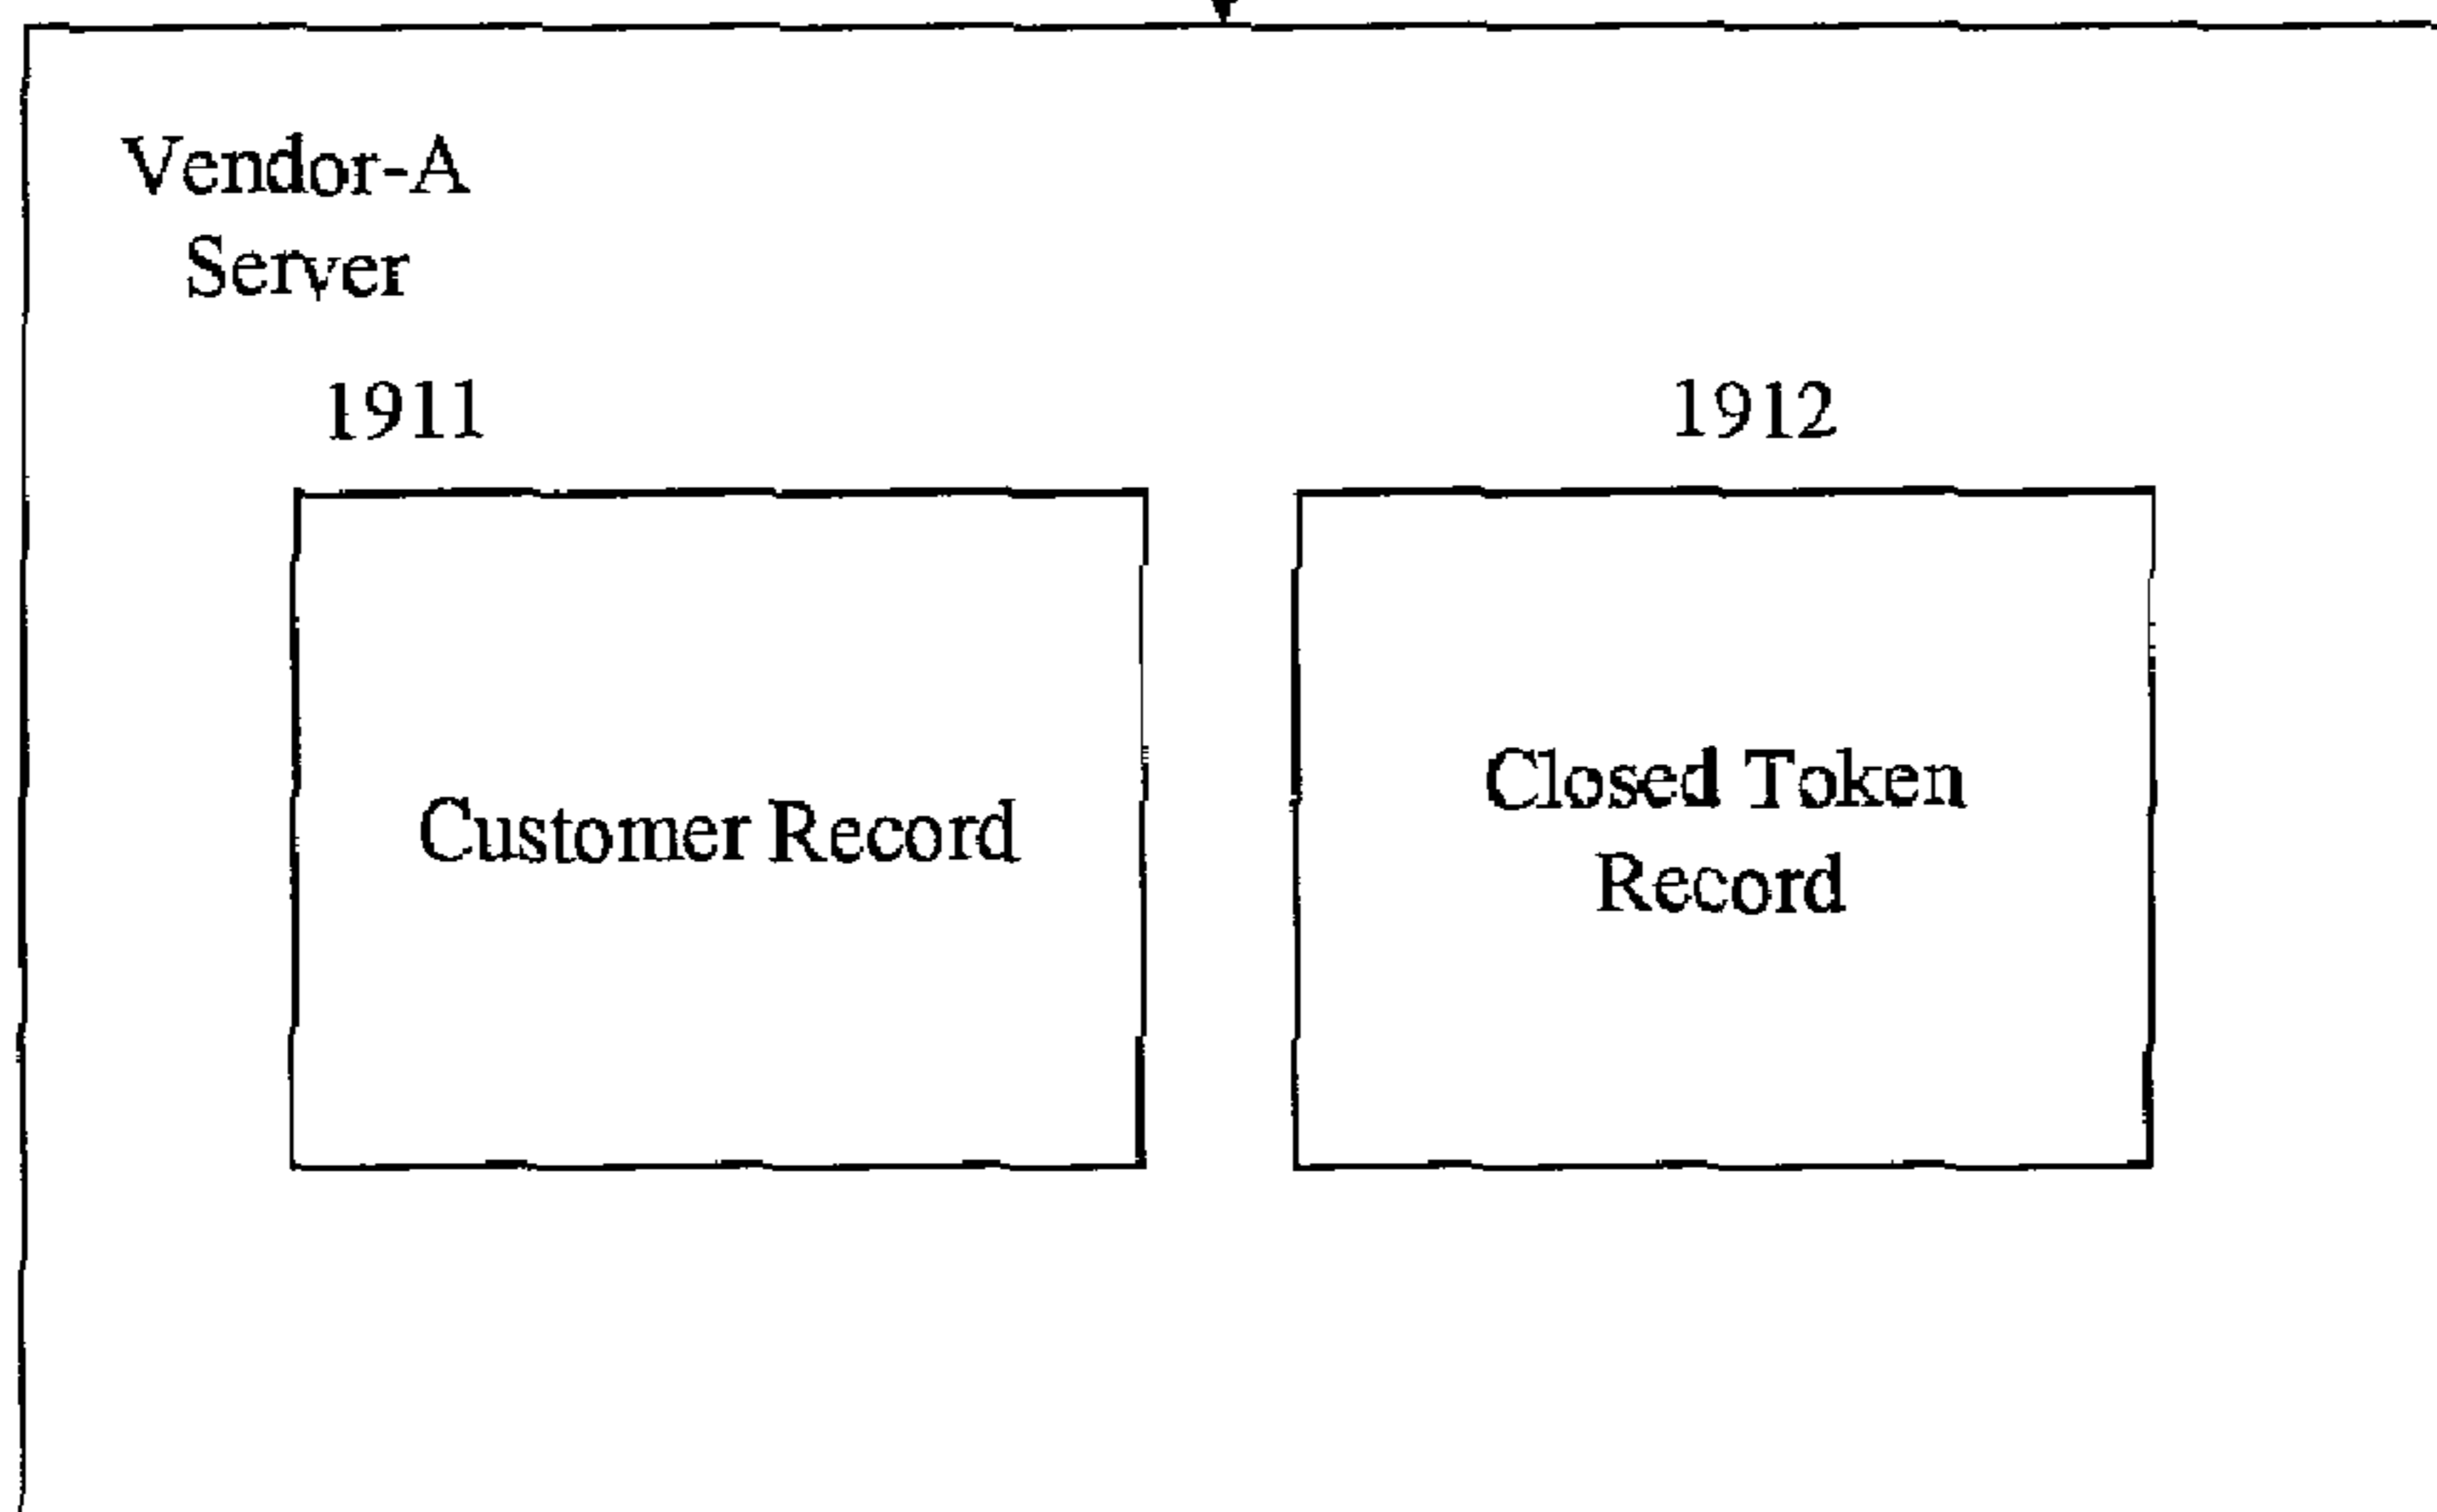 Vendor-A
Server
1911
1912
Customer Record
Closed Token
Record